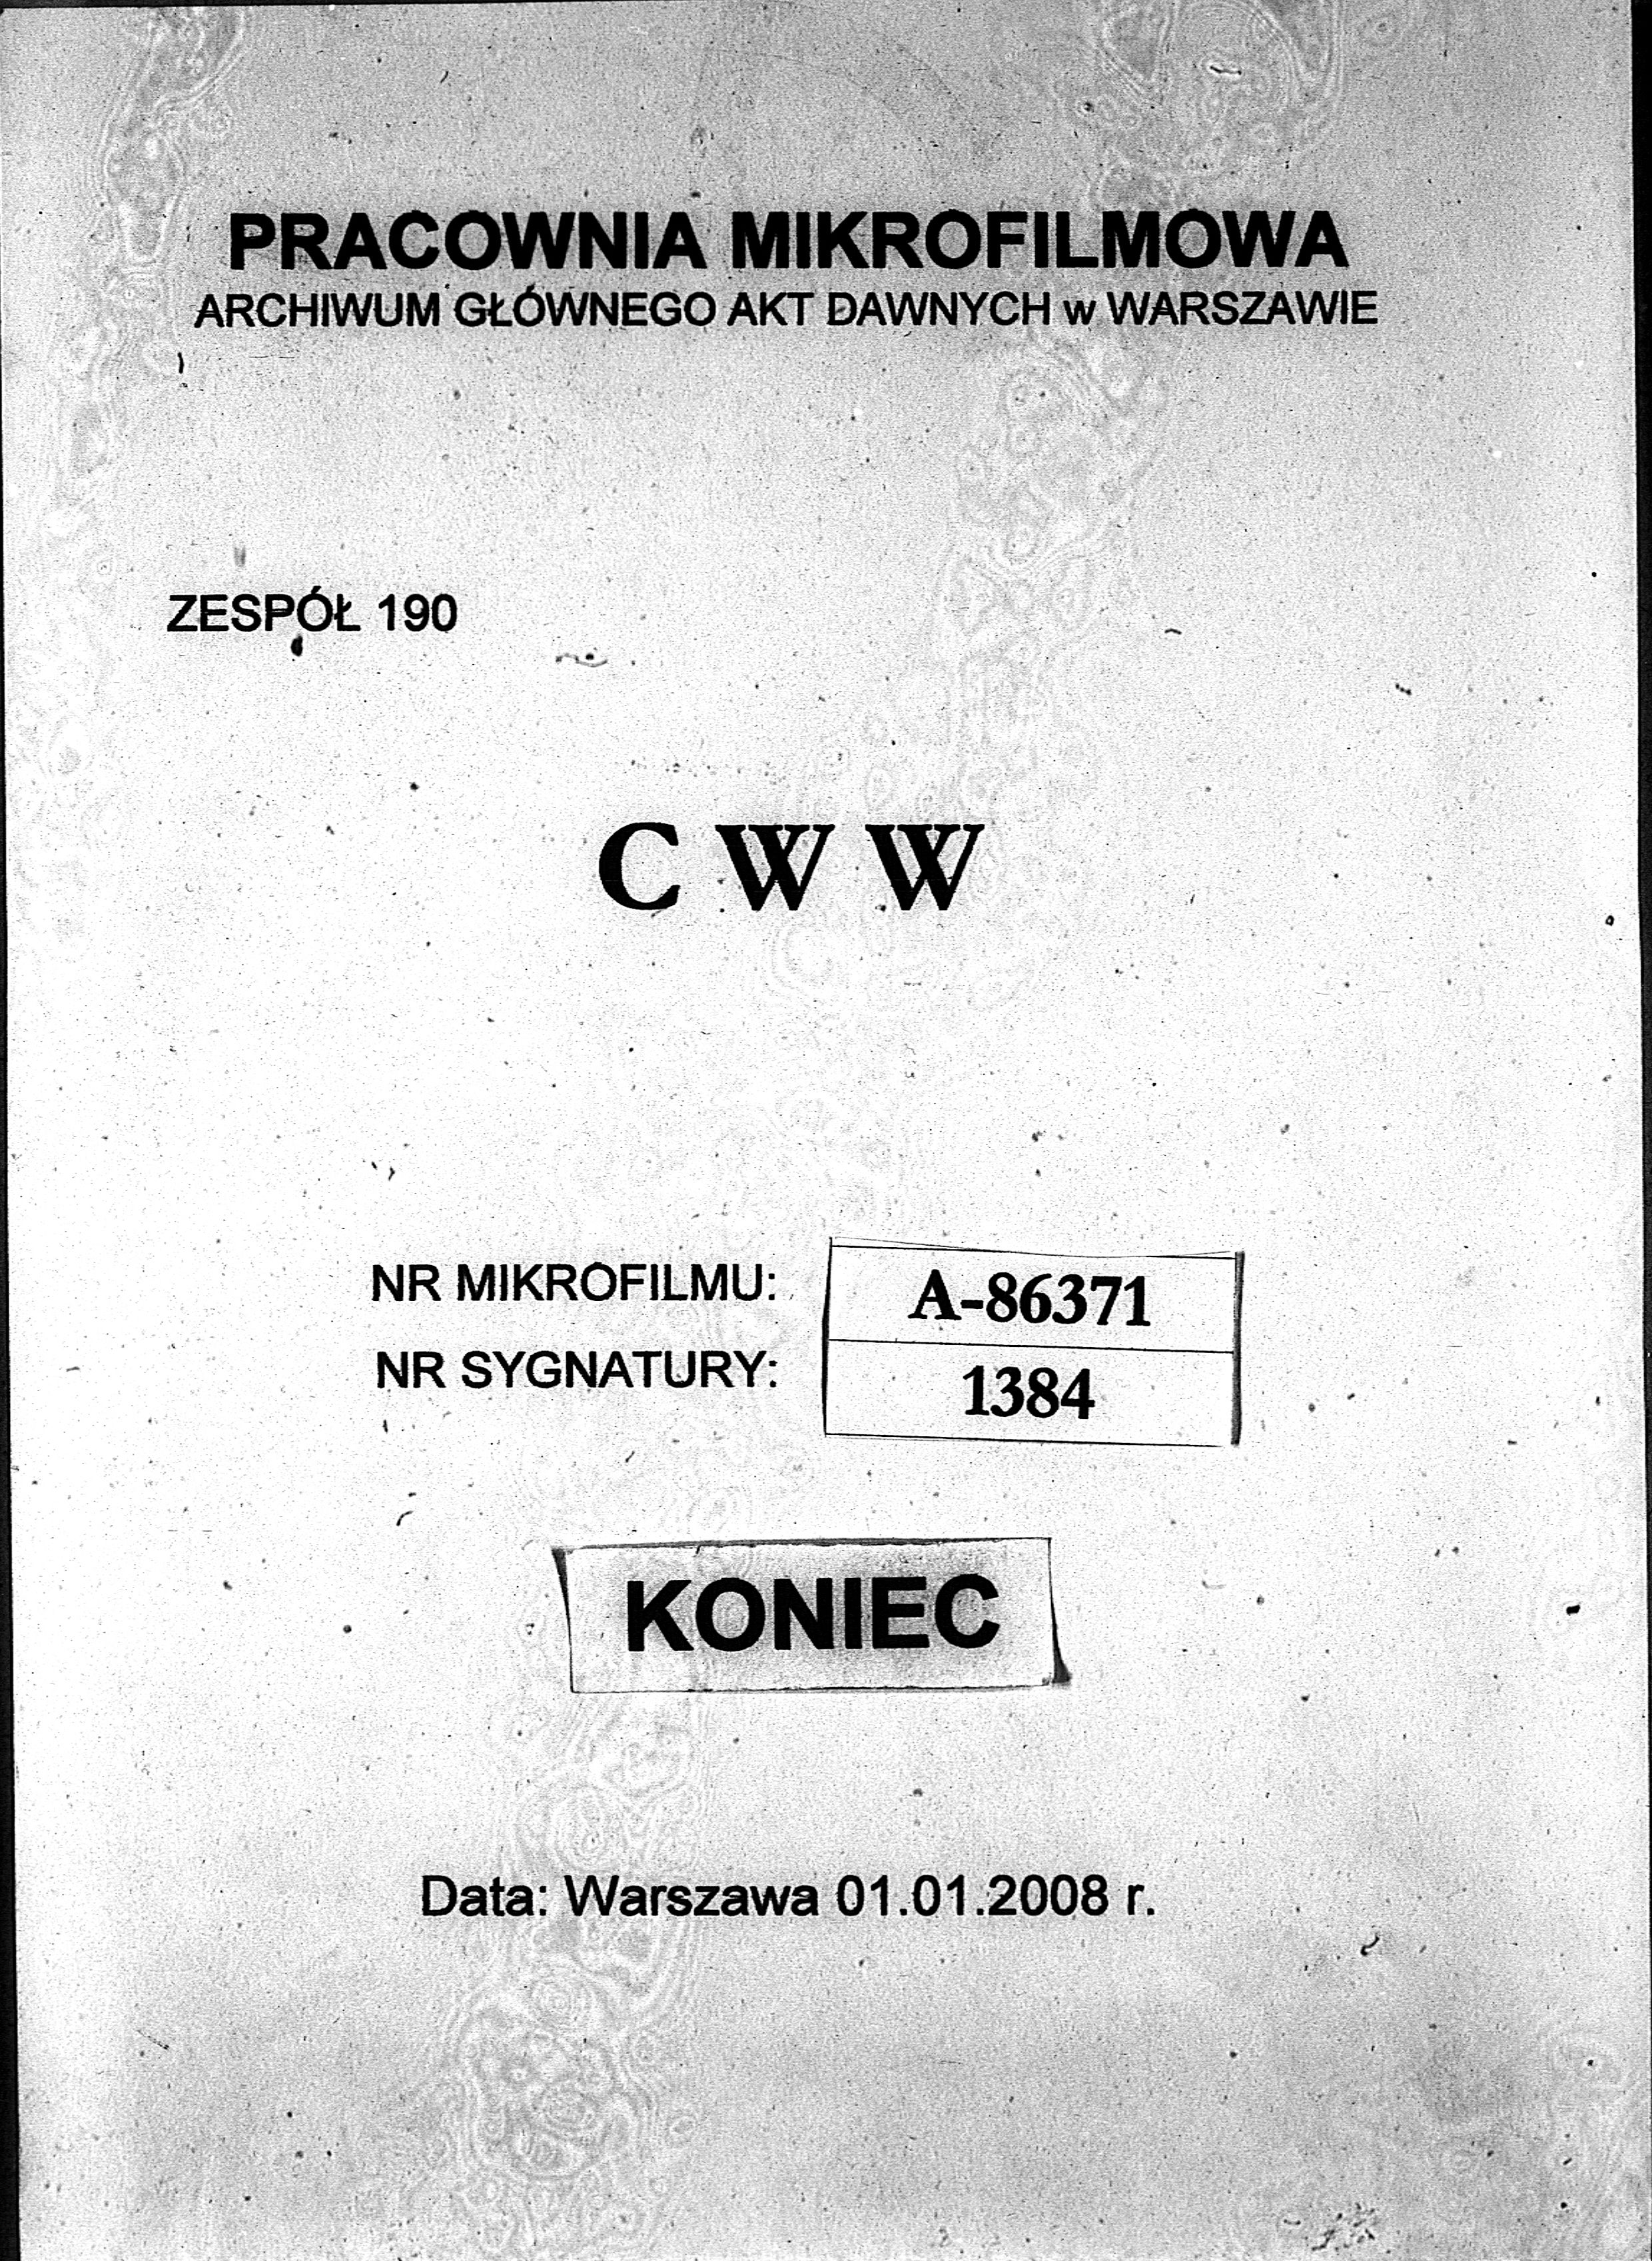 PRACOWNIA MIKROFILMOWA
ARCHIWUM GŁÓWNEGO AKT DAWNYCH w WARSZAWIE
ZESPÓŁ 190
C W W
NR MIKROFILMU: A-86371
NR SYGNATURY: 1384
KONIEC
Data: Warszawa 01.01.2008 r.